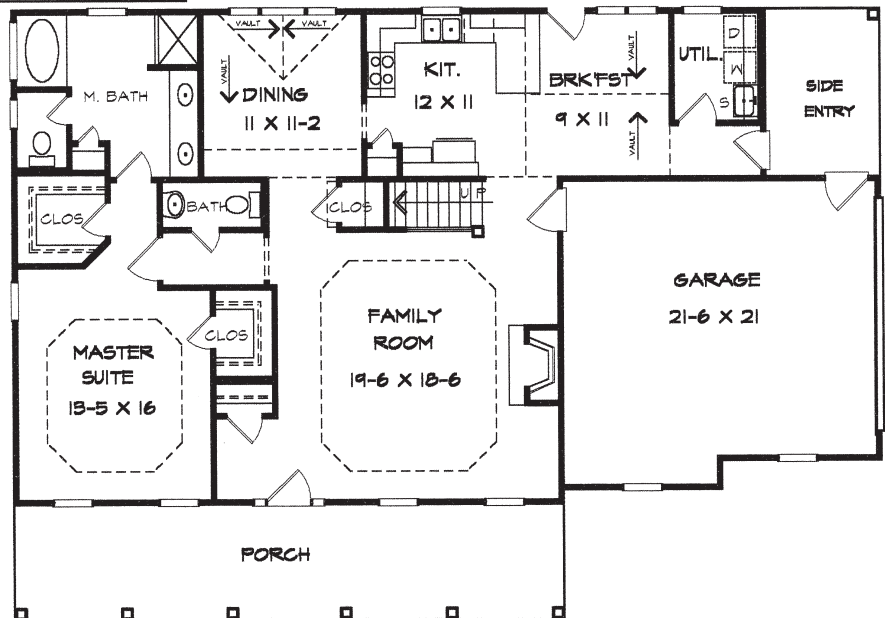 VAULT VAULT
VAULT
DINING
11 X 11-2
M. BATH
KIT.
12 X 11
BRK'FST
9 X 11
VAULT
VAULT
UTIL.
D
W
S
SIDE
ENTRY
CLOS
BATH
CLOS
UP
GARAGE
21-6 X 21
FAMILY
ROOM
19-6 X 18-6
CLOS
MASTER
SUITE
13-5 X 16
PORCH